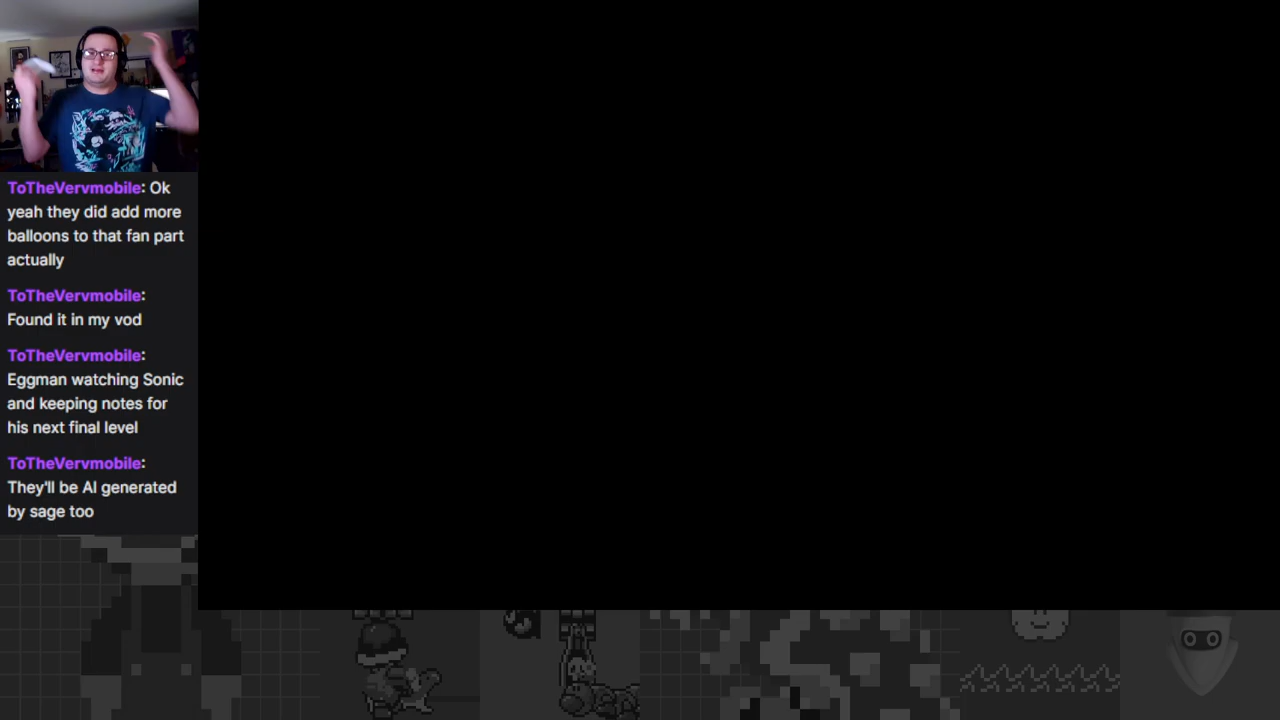 ToTheVervmobile: Ok
yeah they did add more
balloons to that fan part
actually
ToTheVervmobile:
Found it in my vod
ToTheVervmobile:
Eggman watching Sonic
and keeping notes for
his next final level
ToTheVervmobile:
They'll be AI generated
by sage too